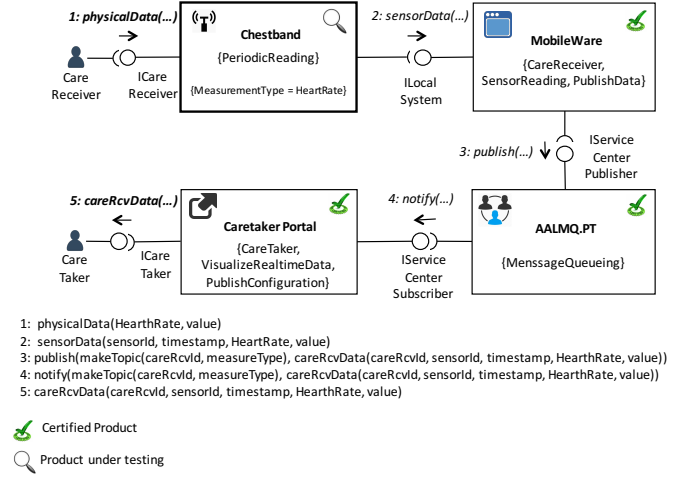 1: physicalData(…)
2: sensorData(…)
Chestband
{PeriodicReading}
{MeasurementType = HeartRate}
MobileWare
{CareReceiver,
SensorReading, PublishData}
Care
Receiver
ICare
Receiver
ILocal
System
3: publish(…)
IService
Center
Publisher
5: careRcvData(…)
4: notify(…)
Caretaker Portal
{CareTaker,
VisualizeRealtimeData,
PublishConfiguration}
AALMQ.PT
{MenssageQueueing}
Care
Taker
ICare
Taker
IService
Center
Subscriber
1: physicalData(HearthRate, value)
2: sensorData(sensorId, timestamp, HeartRate, value)
3: publish(makeTopic(careRcvId, measureType), careRcvData(careRcvId, sensorId, timestamp, HearthRate, value))
4: notify(makeTopic(careRcvId, measureType), careRcvData(careRcvId, sensorId, timestamp, HearthRate, value))
5: careRcvData(careRcvId, sensorId, timestamp, HearthRate, value)
Certified Product
Product under testing